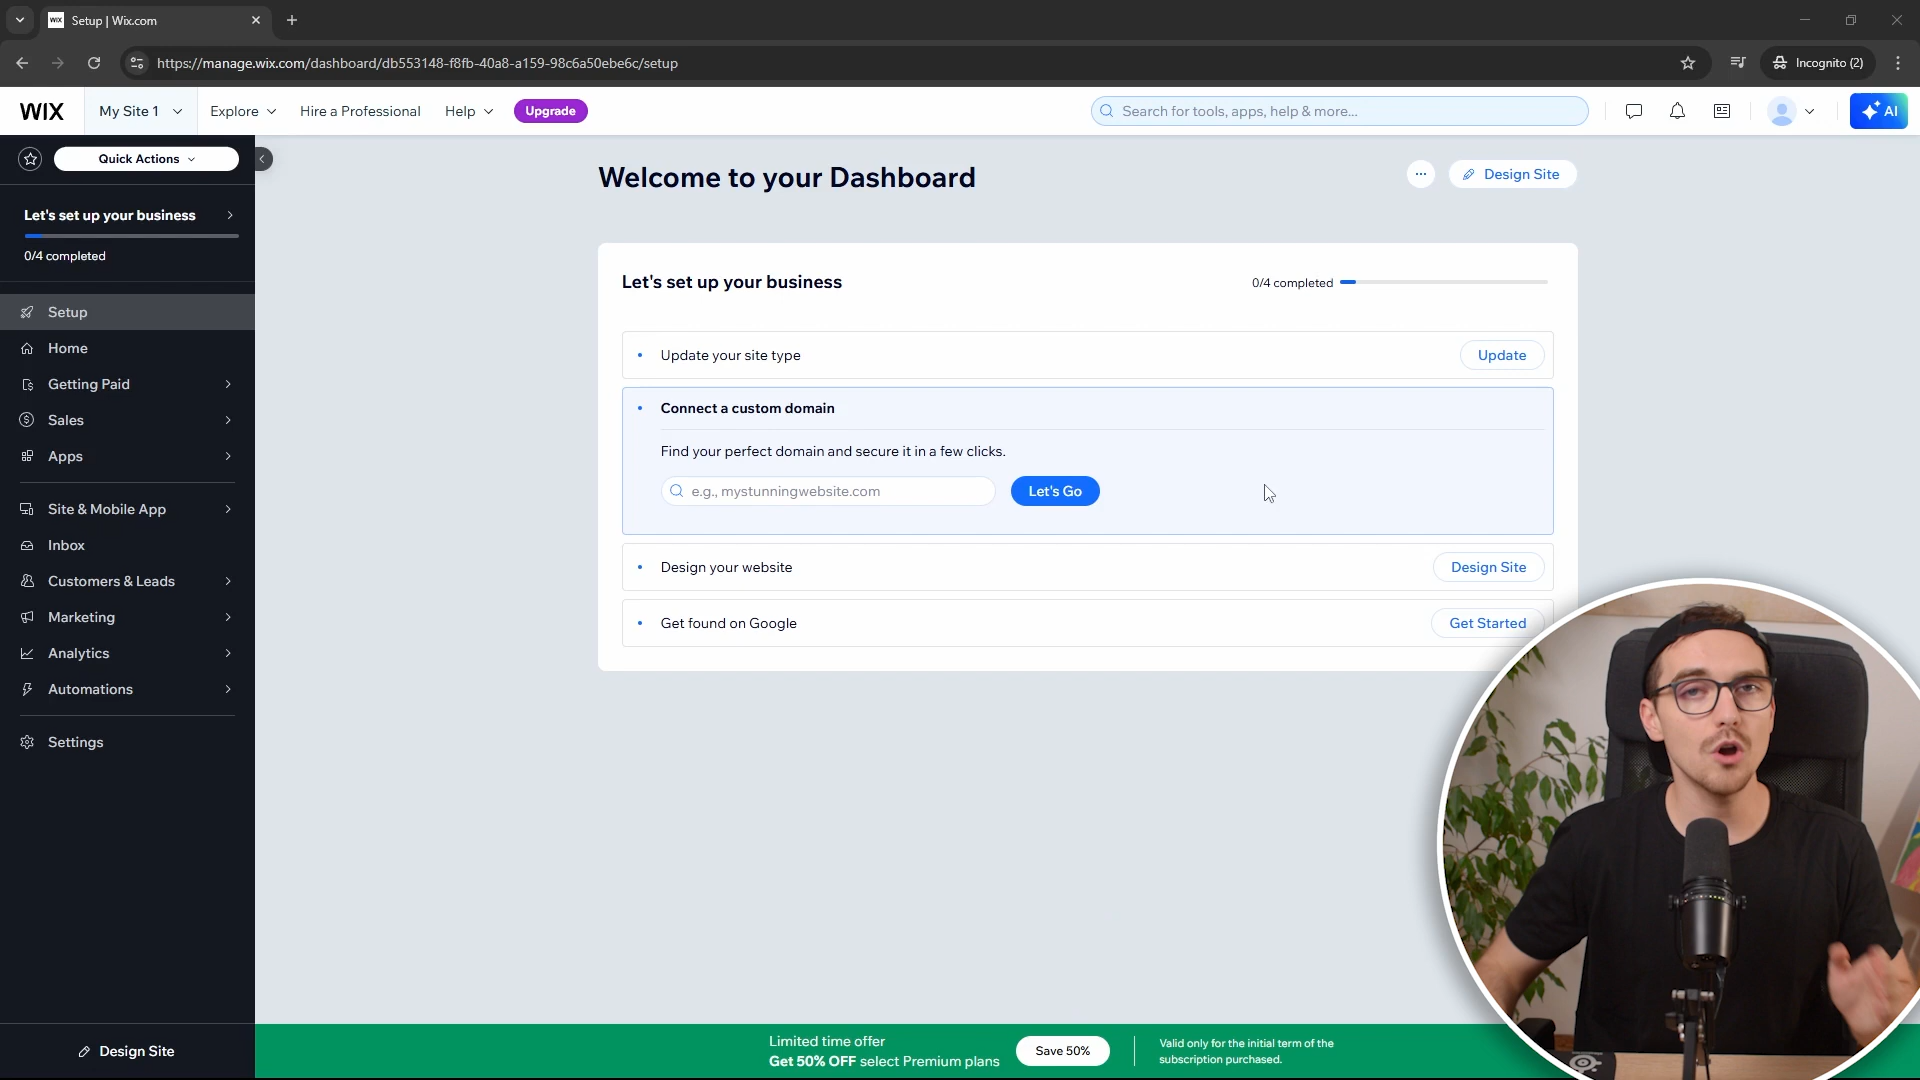 WIX Setup | Wix.com
https://manage.wix.com/dashboard/db553148-f8fb-40a8-a159-98c6a50ebe6c/setup
Incognito (2)
WIX My Site 1 Explore Hire a Professional Help Upgrade Search for tools, apps, help & more... AI
Quick Actions
Let's set up your business
0/4 completed
Setup
Home
Getting Paid
Sales
Apps
Site & Mobile App
Inbox
Customers & Leads
Marketing
Analytics
Automations
Settings
Design Site
Welcome to your Dashboard
... Design Site
Let's set up your business 0/4 completed
Update your site type Update
Connect a custom domain
Find your perfect domain and secure it in a few clicks.
e.g., mystunningwebsite.com Let's Go
Design your website Design Site
Get found on Google Get Started
Limited time offer
Get 50% OFF select Premium plans
Save 50%
Valid only for the initial term of the
subscription purchased.